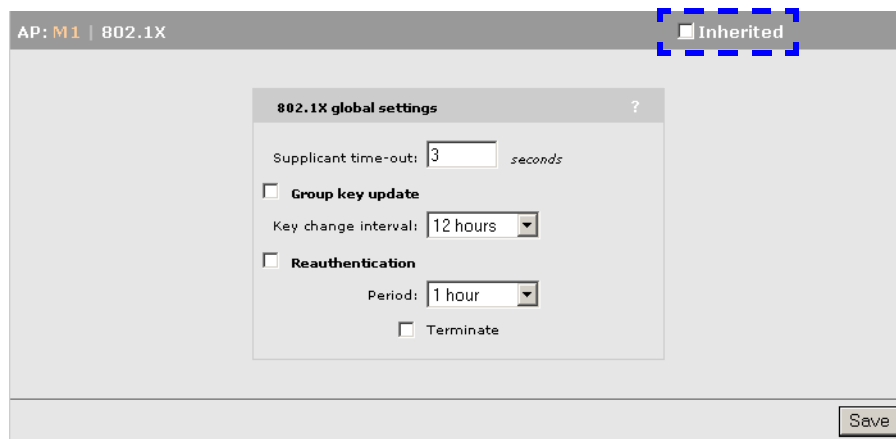 AP: M1 | 802.1X
Inherited
802.1X global settings ?
Supplicant time-out: 3 seconds
Group key update
Key change interval: 12 hours
Reauthentication
Period: 1 hour
Terminate
Save